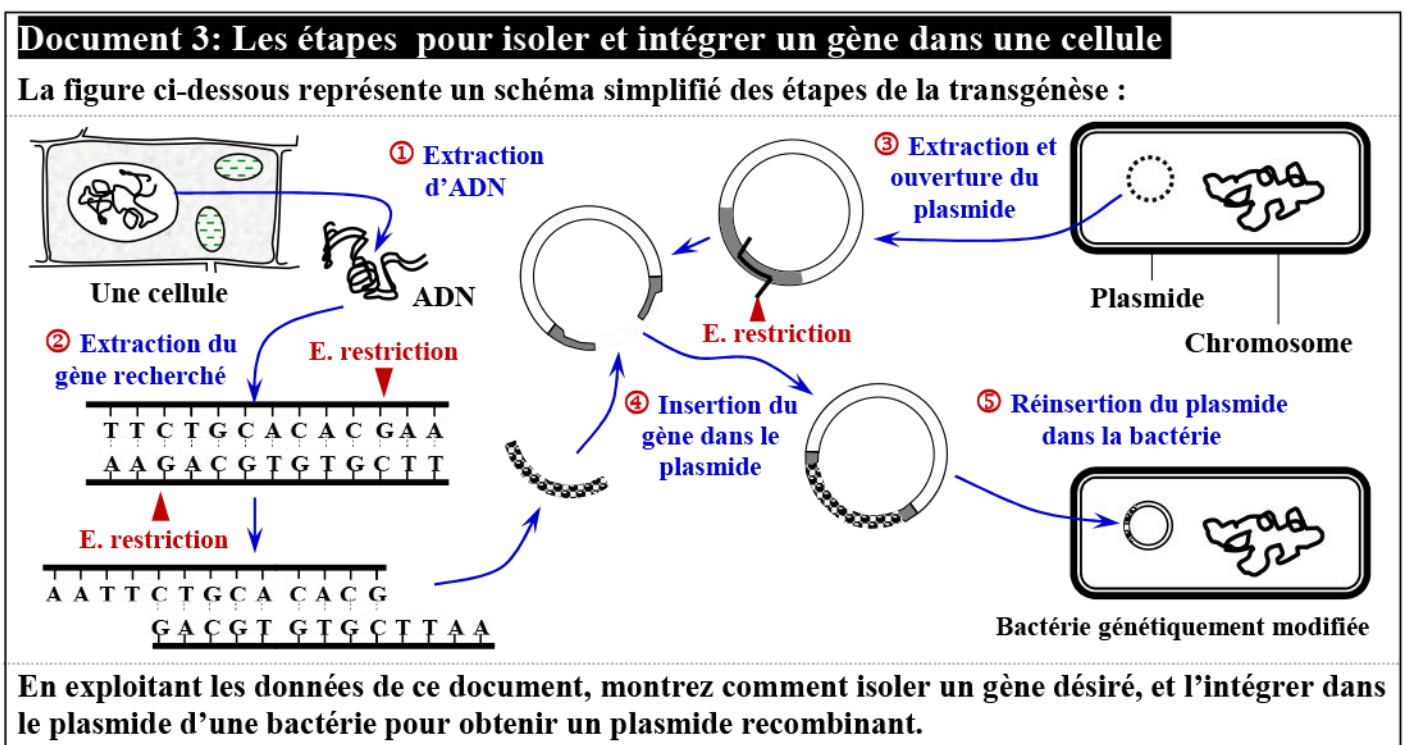 Document 3: Les étapes pour isoler et intégrer un gène dans une cellule
La figure ci-dessous représente un schéma simplifié des étapes de la transgénèse :
① Extraction
d’ADN
Une cellule
ADN
② Extraction du
gène recherché
E. restriction
T T C T G C A C A C G A A
A A G A C G T G T G C T T
E. restriction
A A T T C T G C A C A C G
G A C G T G T G C T T A A
③ Extraction et
ouverture du
plasmide
E. restriction
Plasmide
Chromosome
④ Insertion du
gène dans le
plasmide
⑤ Réinsertion du plasmide
dans la bactérie
Bactérie génétiquement modifiée
En exploitant les données de ce document, montrez comment isoler un gène désiré, et l’intégrer dans
le plasmide d’une bactérie pour obtenir un plasmide recombinant.